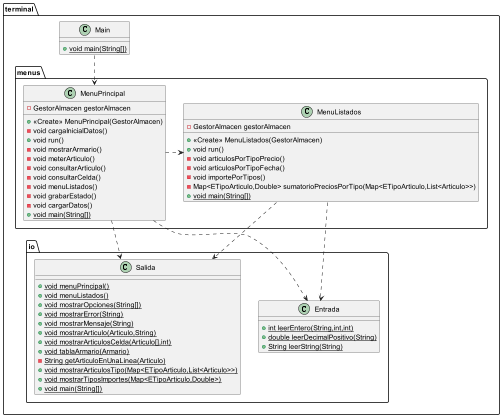 terminal
C Main
void main(String[])
menus
C MenuPrincipal
GestorAlmacen gestorAlmacen
«Create» MenuPrincipal(GestorAlmacen)
void cargaInicialDatos()
void run()
void mostrarArmario()
void meterArticulo()
void consultarArticulo()
void consultarCelda()
void menuListados()
void grabarEstado()
void cargarDatos()
void main(String[])
C MenuListados
GestorAlmacen gestorAlmacen
«Create» MenuListados(GestorAlmacen)
void run()
void articulosPorTipoPrecio()
void articulosPorTipoFecha()
void importePorTipos()
Map<ETipoArticulo,Double> sumatorioPreciosPorTipo(Map<ETipoArticulo,List<Articulo>>)
void main(String[])
io
C Salida
void menuPrincipal()
void menuListados()
void mostrarOpciones(String[])
void mostrarError(String)
void mostrarMensaje(String)
void mostrarArticulo(Articulo,String)
void mostrarArticulosCelda(Articulo[],int)
void tablaArmario(Armario)
String getArticuloEnUnaLinea(Articulo)
void mostrarArticulosTipo(Map<ETipoArticulo,List<Articulo>>)
void mostrarTiposImportes(Map<ETipoArticulo,Double>)
void main(String[])
C Entrada
int leerEntero(String,int,int)
double leerDecimalPositivo(String)
String leerString(String)